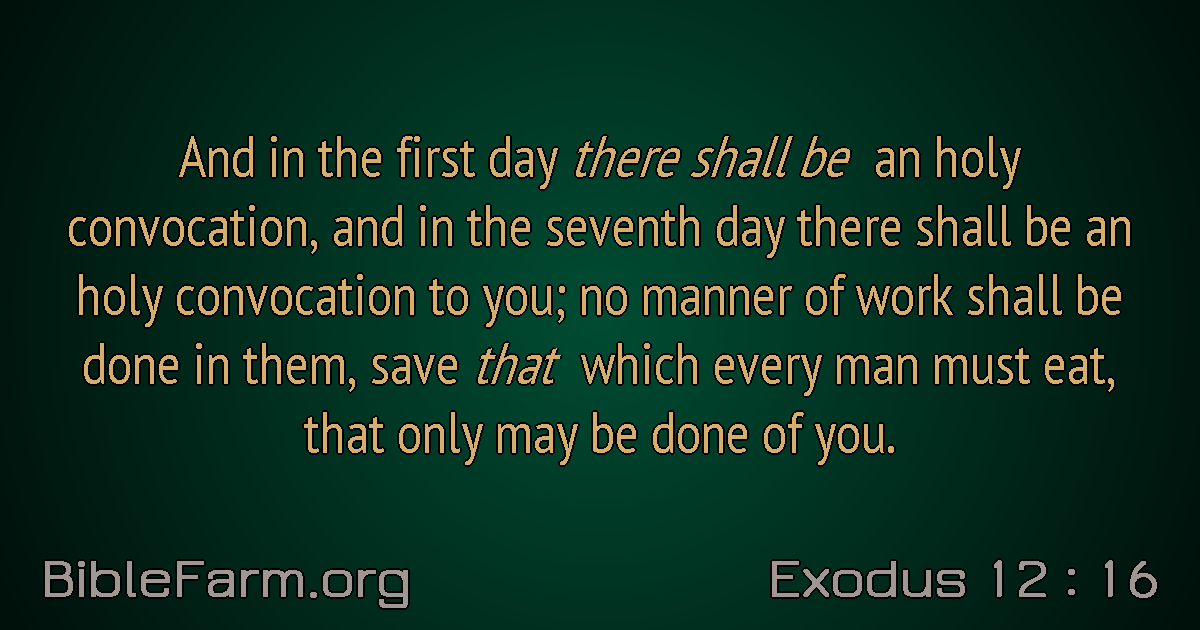 And in the first day there shall be an holy
convocation, and in the seventh day there shall be an
holy convocation to you; no manner of work shall be
done in them, save that which every man must eat,
that only may be done of you.
BibleFarm.org
Exodus 12 : 16